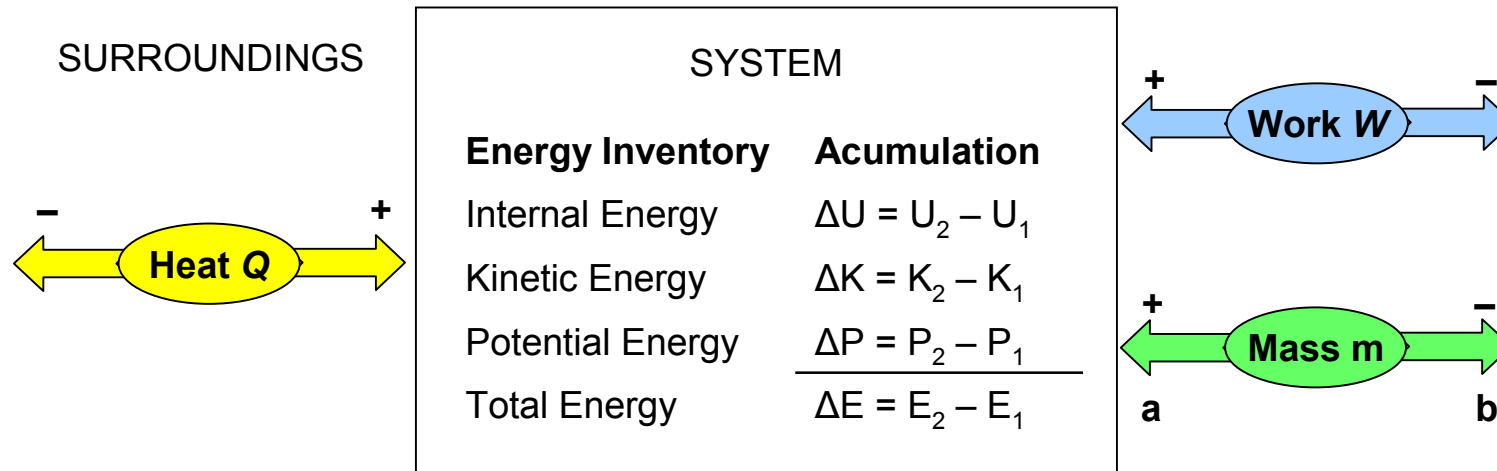 SURROUNDINGS
SYSTEM
Energy Inventory Acumulation
Internal Energy ΔU = U₂ – U₁
Kinetic Energy ΔK = K₂ – K₁
Potential Energy ΔP = P₂ – P₁
Total Energy ΔE = E₂ – E₁
– +
Heat Q
+ –
Work W
+ –
Mass m
a b